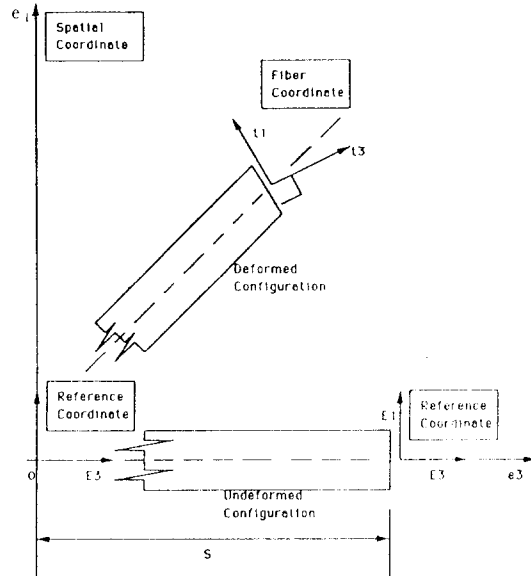 e1
Spatial
Coordinate
Fiber
Coordinate
t1
t3
Deformed
Configuration
Reference
Coordinate
E1
Reference
Coordinate
O
E3
E3
e3
Undeformed
Configuration
S